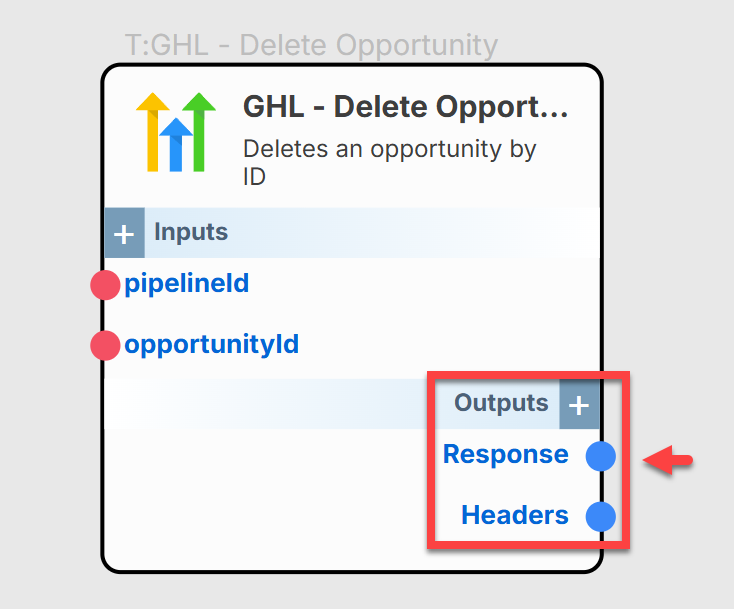 T:GHL - Delete Opportunity
GHL - Delete Opport...
Deletes an opportunity by
ID
+ Inputs
pipelineId
opportunityId
Outputs +
Response
Headers